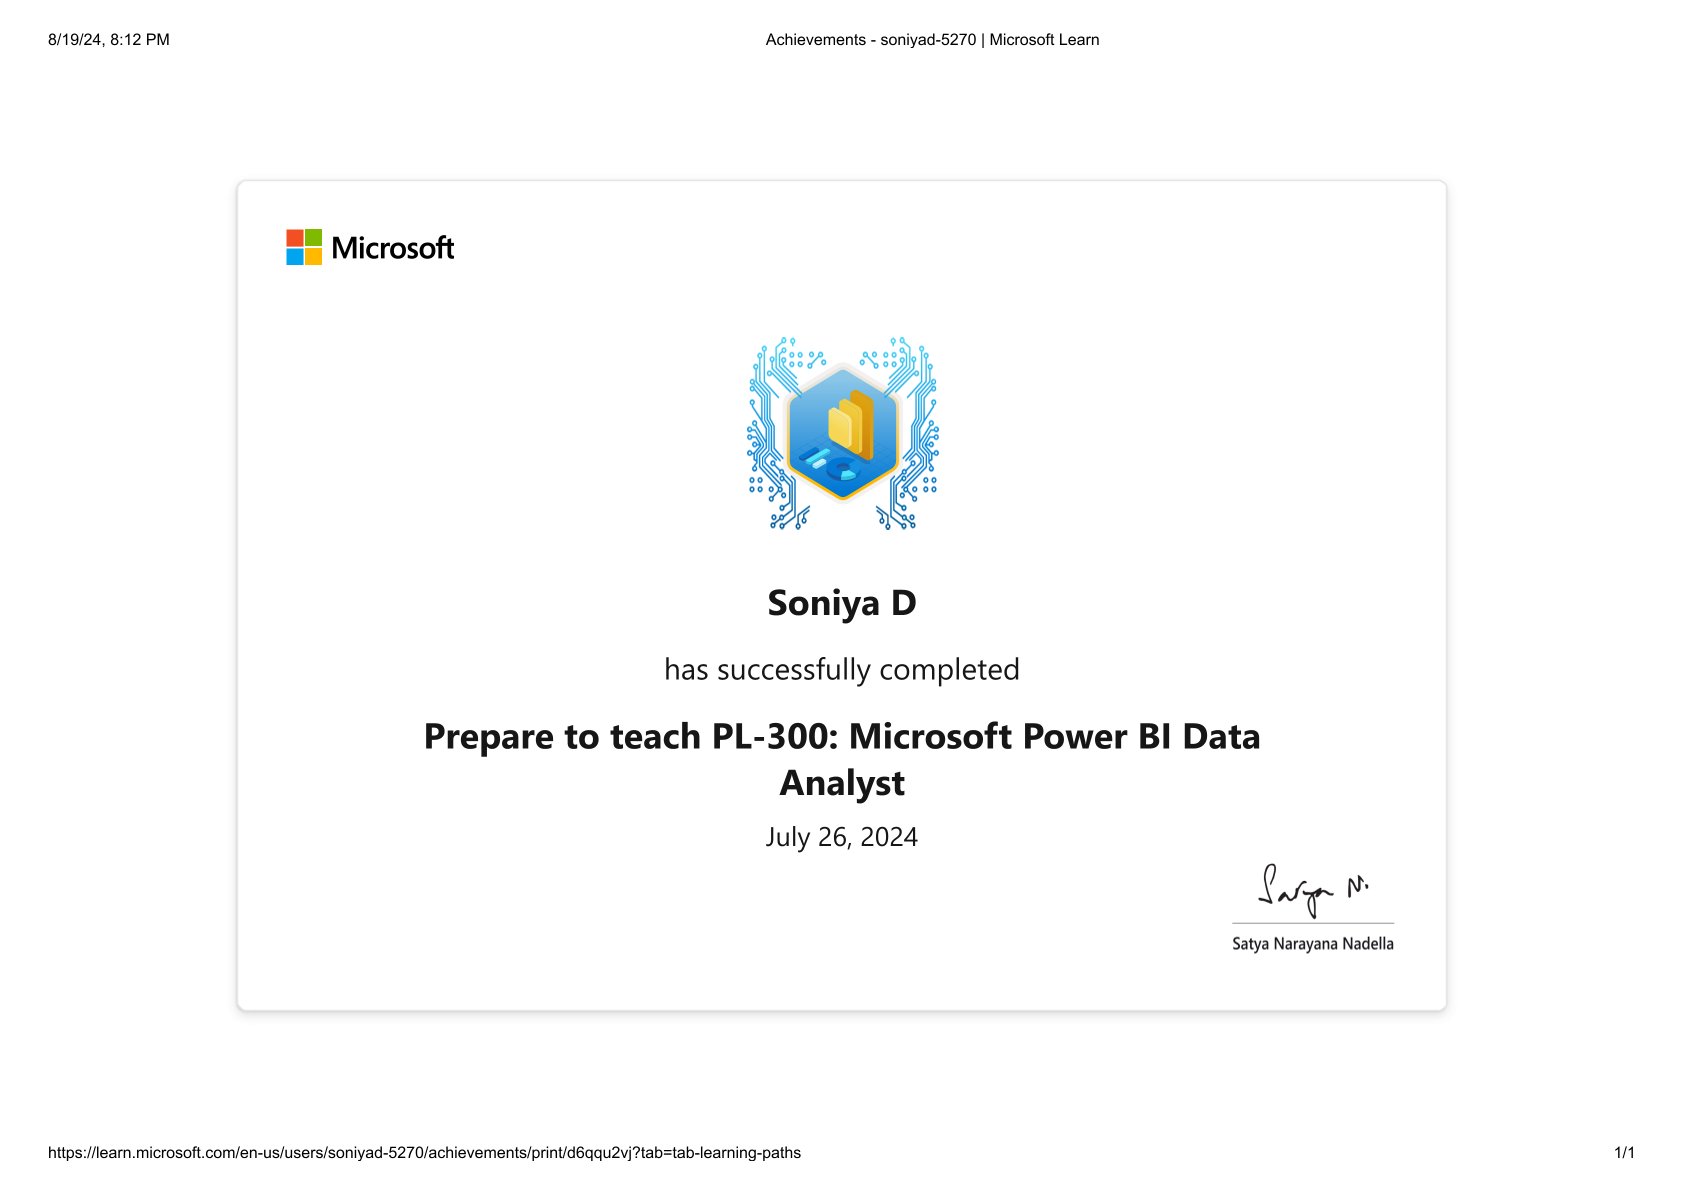 8/19/24, 8:12 PM
Achievements - soniyad-5270 | Microsoft Learn
Microsoft
Soniya D
has successfully completed
Prepare to teach PL-300: Microsoft Power BI Data
Analyst
July 26, 2024
Satya N.
Satya Narayana Nadella
https://learn.microsoft.com/en-us/users/soniyad-5270/achievements/print/d6qqu2vj?tab=tab-learning-paths
1/1